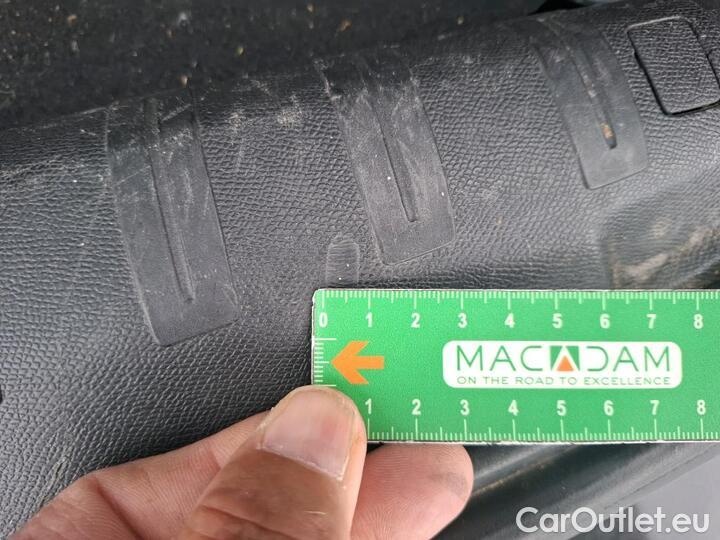 0 1 2 3 4 5 6 7 8
MACADAM
ON THE ROAD TO EXCELLENCE
1 2 3 4 5 6 7 8
CarOutlet.eu